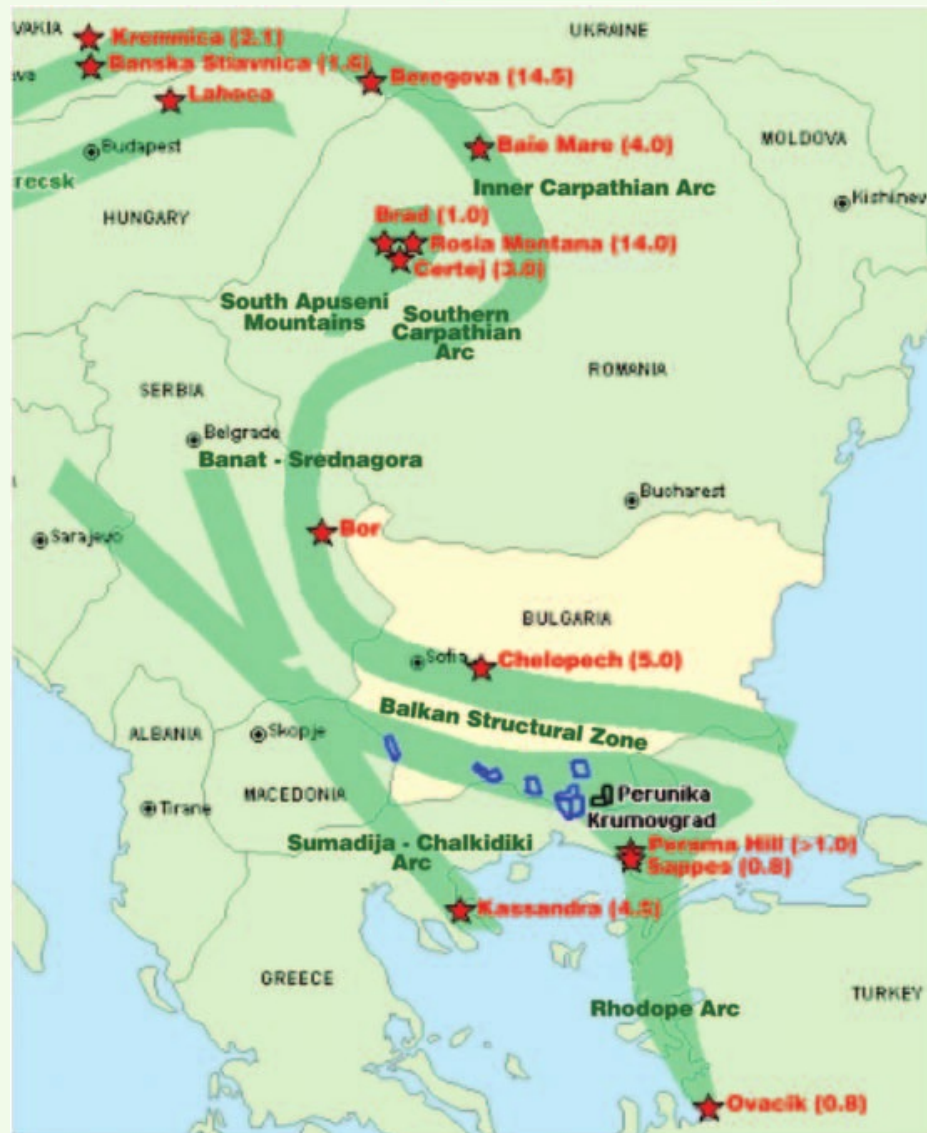 VAKIA
UKRAINE
Kremnica (2.1)
Banska Stiavnica (1.5)
Beregova (14.5)
Lahoca
MOLDOVA
Budapest
Baie Mare (4.0)
recsk
Inner Carpathian Arc
Kishinev
HUNGARY
Brad (1.0)
Rosia Montana (14.0)
Certej (3.0)
South Apuseni
Mountains
Southern
Carpathian
Arc
ROMANIA
SERBIA
Belgrade
Banat - Srednagora
Bucharest
Bor
Sarajevo
BULGARIA
Sofia
Chelopech (5.0)
Balkan Structural Zone
ALBANIA
Skopje
Perunika
MACEDONIA
Tirane
Krumovgrad
Sumadija - Chalkidiki
Arc
Perama Hill (>1.0)
Sappes (0.8)
Kassandra (4.5)
GREECE
TURKEY
Rhodope Arc
Ovacik (0.8)